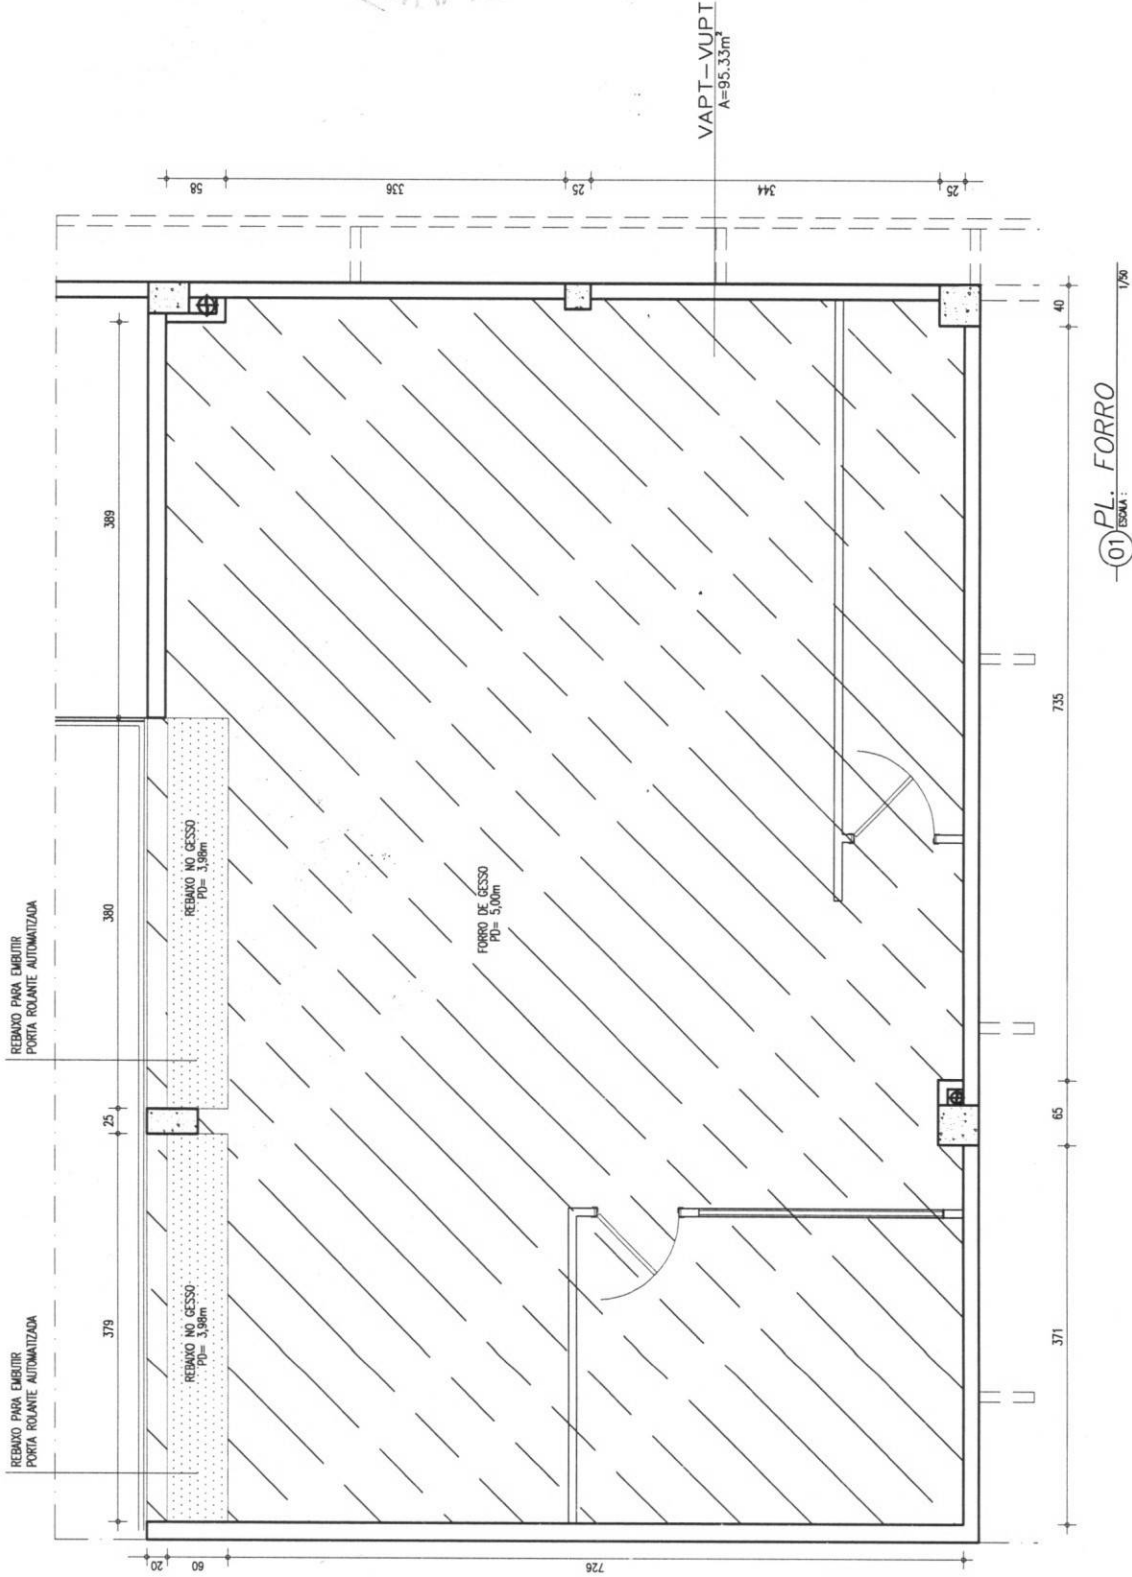 VAPT-VUPT
A=95.33m²
58
336
25
344
25
REBAIXO PARA EMBUTIR
PORTA ROLANTE AUTOMATIZADA
REBAIXO PARA EMBUTIR
PORTA ROLANTE AUTOMATIZADA
379
25
380
389
REBAIXO NO GESSO
PD= 3,98m
REBAIXO NO GESSO
PD= 3,98m
FORRO DE GESSO
PD= 5,00m
20
60
726
371
65
735
40
01 PL. FORRO
ESCALA :
1/50